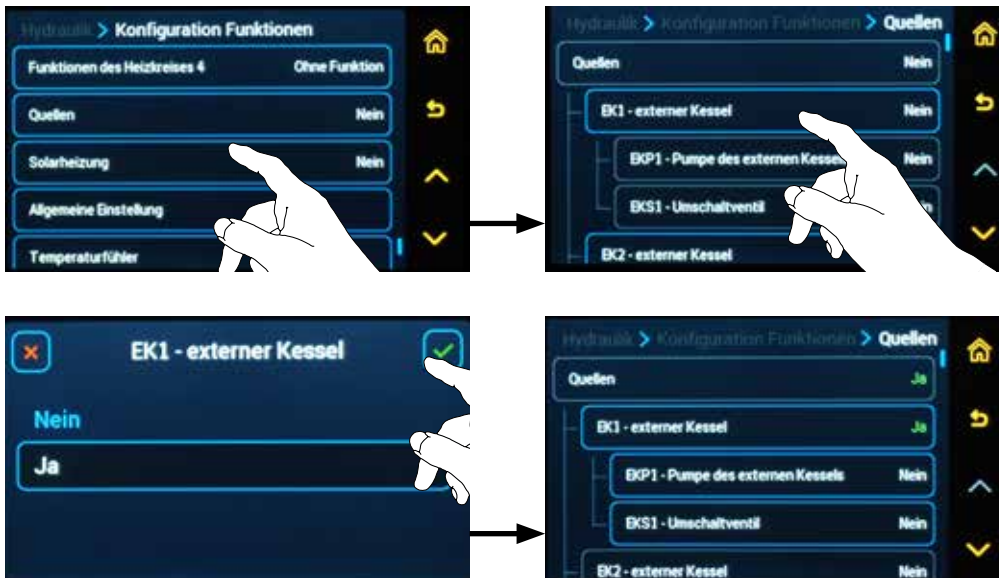 Hydraulik > Konfiguration Funktionen
Funktionen des Heizkreises 4 Ohne Funktion
Quellen Nein
Solarheizung Nein
Allgemeine Einstellung
Temperaturfühler
Hydraulik > Konfiguration Funktionen > Quellen
Quellen Nein
EK1 - externer Kessel Nein
EKP1 - Pumpe des externen Nein
EKS1 - Umschaltventil
EK2 - externer Kessel
EK1 - externer Kessel
Nein
Ja
Hydraulik > Konfiguration Funktionen > Quellen
Quellen Ja
EK1 - externer Kessel Ja
EKP1 - Pumpe des externen Kessels Nein
EKS1 - Umschaltventil Nein
EK2 - externer Kessel Nein